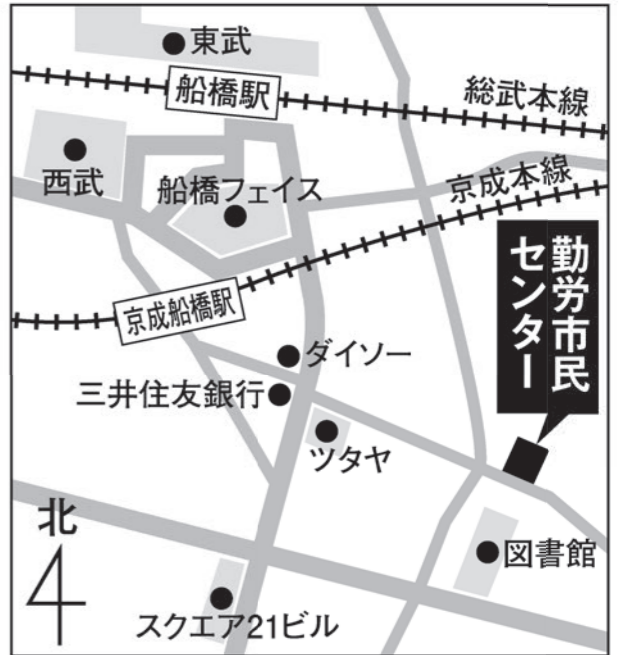 東武
船橋駅
総武本線
西武
船橋フェイス
京成本線
勤労市民
センター
京成船橋駅
ダイソー
三井住友銀行
ツタヤ
北
図書館
スクエア21ビル